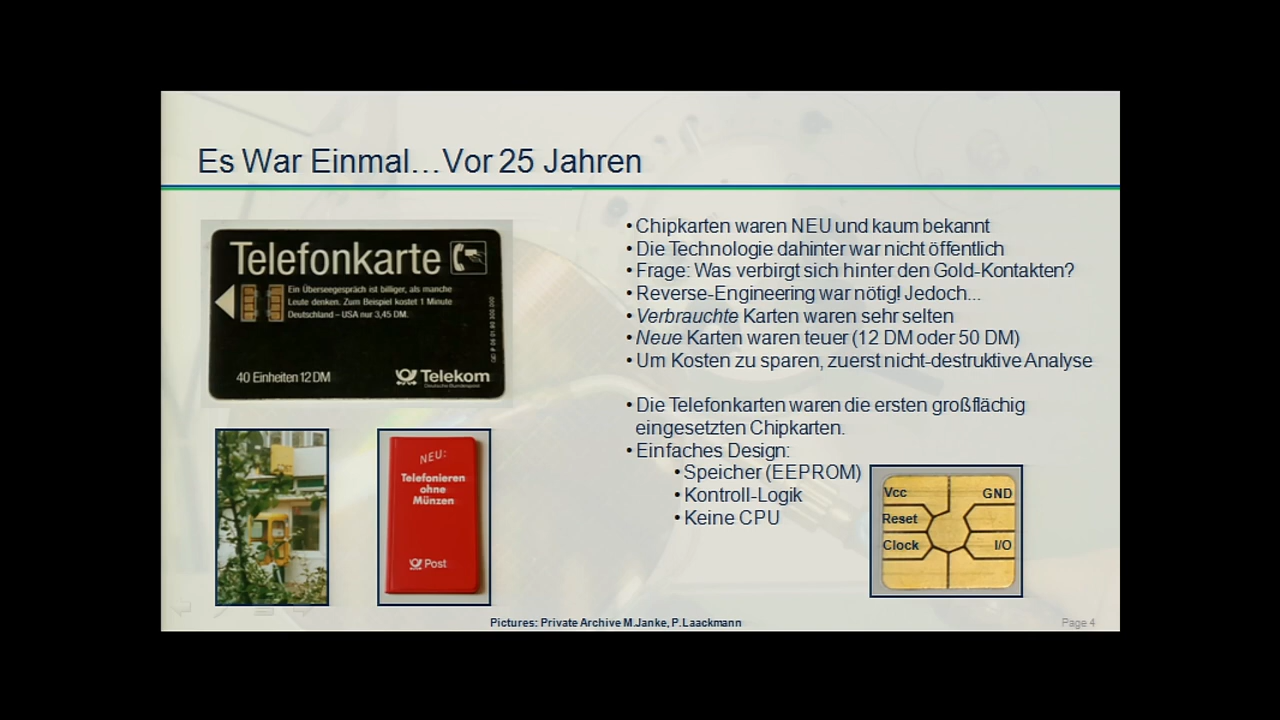 Es War Einmal…Vor 25 Jahren
Telefonkarte
Ein Überseegespräch ist billiger, als manche
Leute denken. Zum Beispiel kostet 1 Minute
Deutschland – USA nur 3,45 DM.
40 Einheiten 12 DM
Telekom
Deutsche Bundespost
NEU:
Telefonieren
ohne
Münzen
Post
• Chipkarten waren NEU und kaum bekannt
• Die Technologie dahinter war nicht öffentlich
• Frage: Was verbirgt sich hinter den Gold-Kontakten?
• Reverse-Engineering war nötig! Jedoch...
• Verbrauchte Karten waren sehr selten
• Neue Karten waren teuer (12 DM oder 50 DM)
• Um Kosten zu sparen, zuerst nicht-destruktive Analyse
• Die Telefonkarten waren die ersten großflächig
eingesetzten Chipkarten.
• Einfaches Design:
• Speicher (EEPROM)
• Kontroll-Logik
• Keine CPU
Vcc GND
Reset
Clock I/O
Pictures: Private Archive M.Janke, P.Laackmann
Page 4